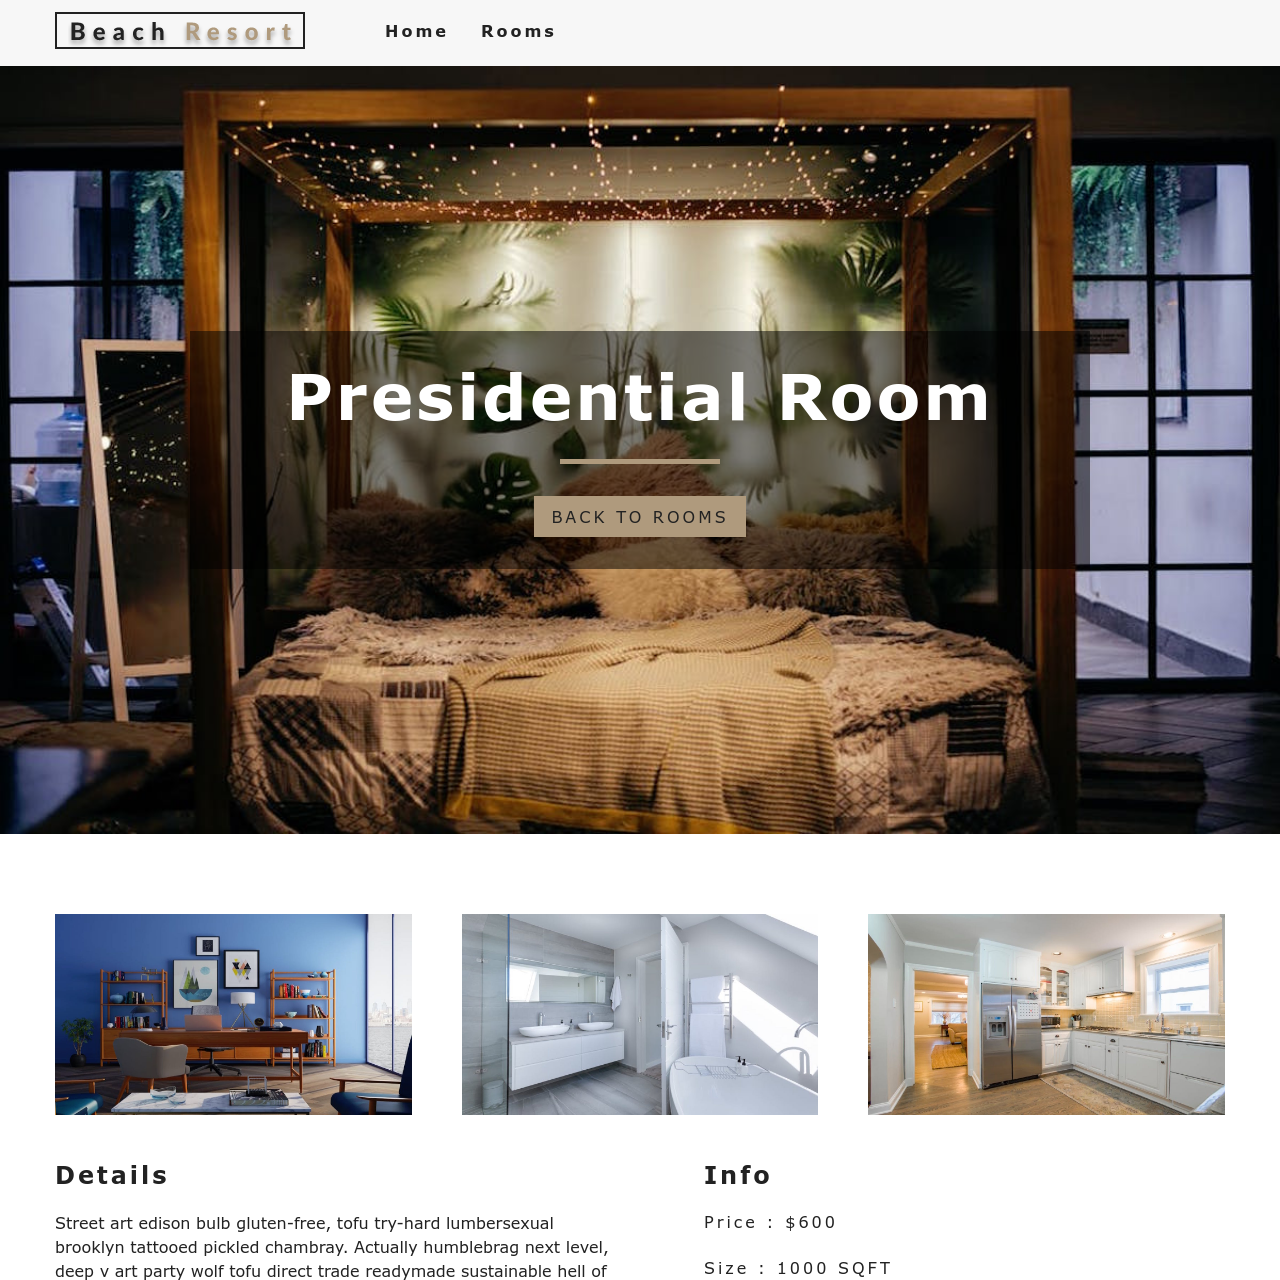 Beach Resort
Home Rooms
Presidential Room
BACK TO ROOMS
Details
Street art edison bulb gluten-free, tofu try-hard lumbersexual
brooklyn tattooed pickled chambray. Actually humblebrag next level,
deep v art party wolf tofu direct trade readymade sustainable hell of
Info
Price : $600
Size : 1000 SQFT